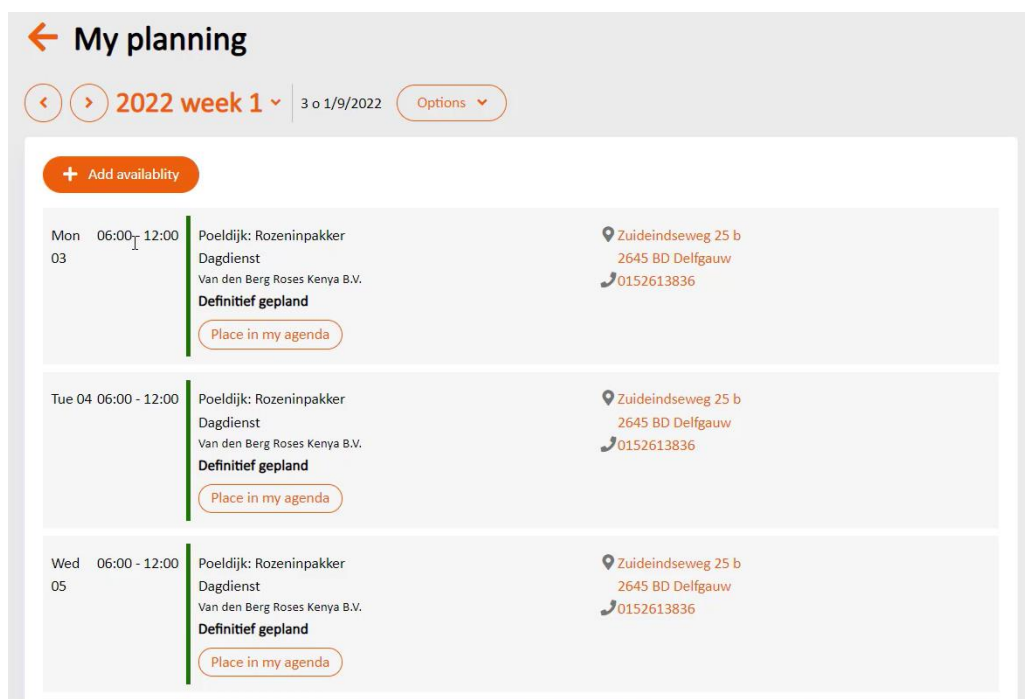 My planning
2022 week 1 3 o 1/9/2022 Options
Add availablity
Mon 06:00- 12:00 Poeldijk: Rozeninpakker Zuideindseweg 25 b
03 Dagdienst 2645 BD Delfgauw
Van den Berg Roses Kenya B.V. 0152613836
Definitief gepland
Place in my agenda
Tue 04 06:00 - 12:00 Poeldijk: Rozeninpakker Zuideindseweg 25 b
Dagdienst 2645 BD Delfgauw
Van den Berg Roses Kenya B.V. 0152613836
Definitief gepland
Place in my agenda
Wed 06:00 - 12:00 Poeldijk: Rozeninpakker Zuideindseweg 25 b
05 Dagdienst 2645 BD Delfgauw
Van den Berg Roses Kenya B.V. 0152613836
Definitief gepland
Place in my agenda